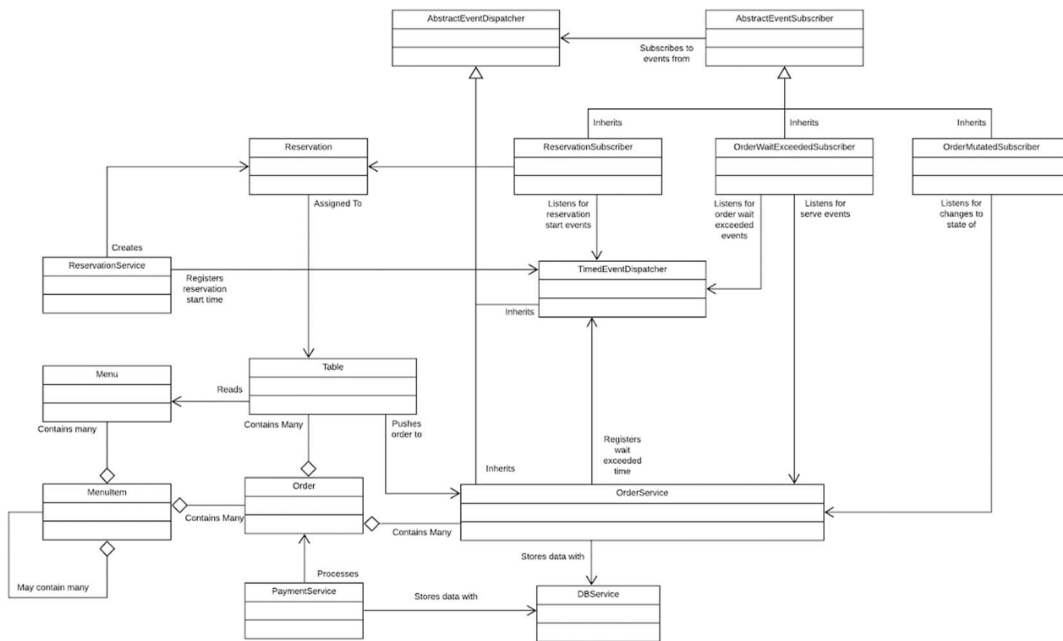 AbstractEventDispatcher
AbstractEventSubscriber
Subscribes to
events from
Inherits
Inherits
Inherits
Reservation
ReservationSubscriber
OrderWaitExceededSubscriber
OrderMutatedSubscriber
Assigned To
Listens for
reservation
start events
Listens for
order wait
exceeded
events
Listens for
serve events
Listens for
changes to
state of
Creates
ReservationService
Registers
reservation
start time
TimedEventDispatcher
Inherits
Menu
Reads
Table
Contains many
Contains Many
Pushes
order to
Registers
wait
exceeded
time
Inherits
MenuItem
Contains Many
Order
Contains Many
OrderService
May contain many
Processes
Stores data with
PaymentService
Stores data with
DBService